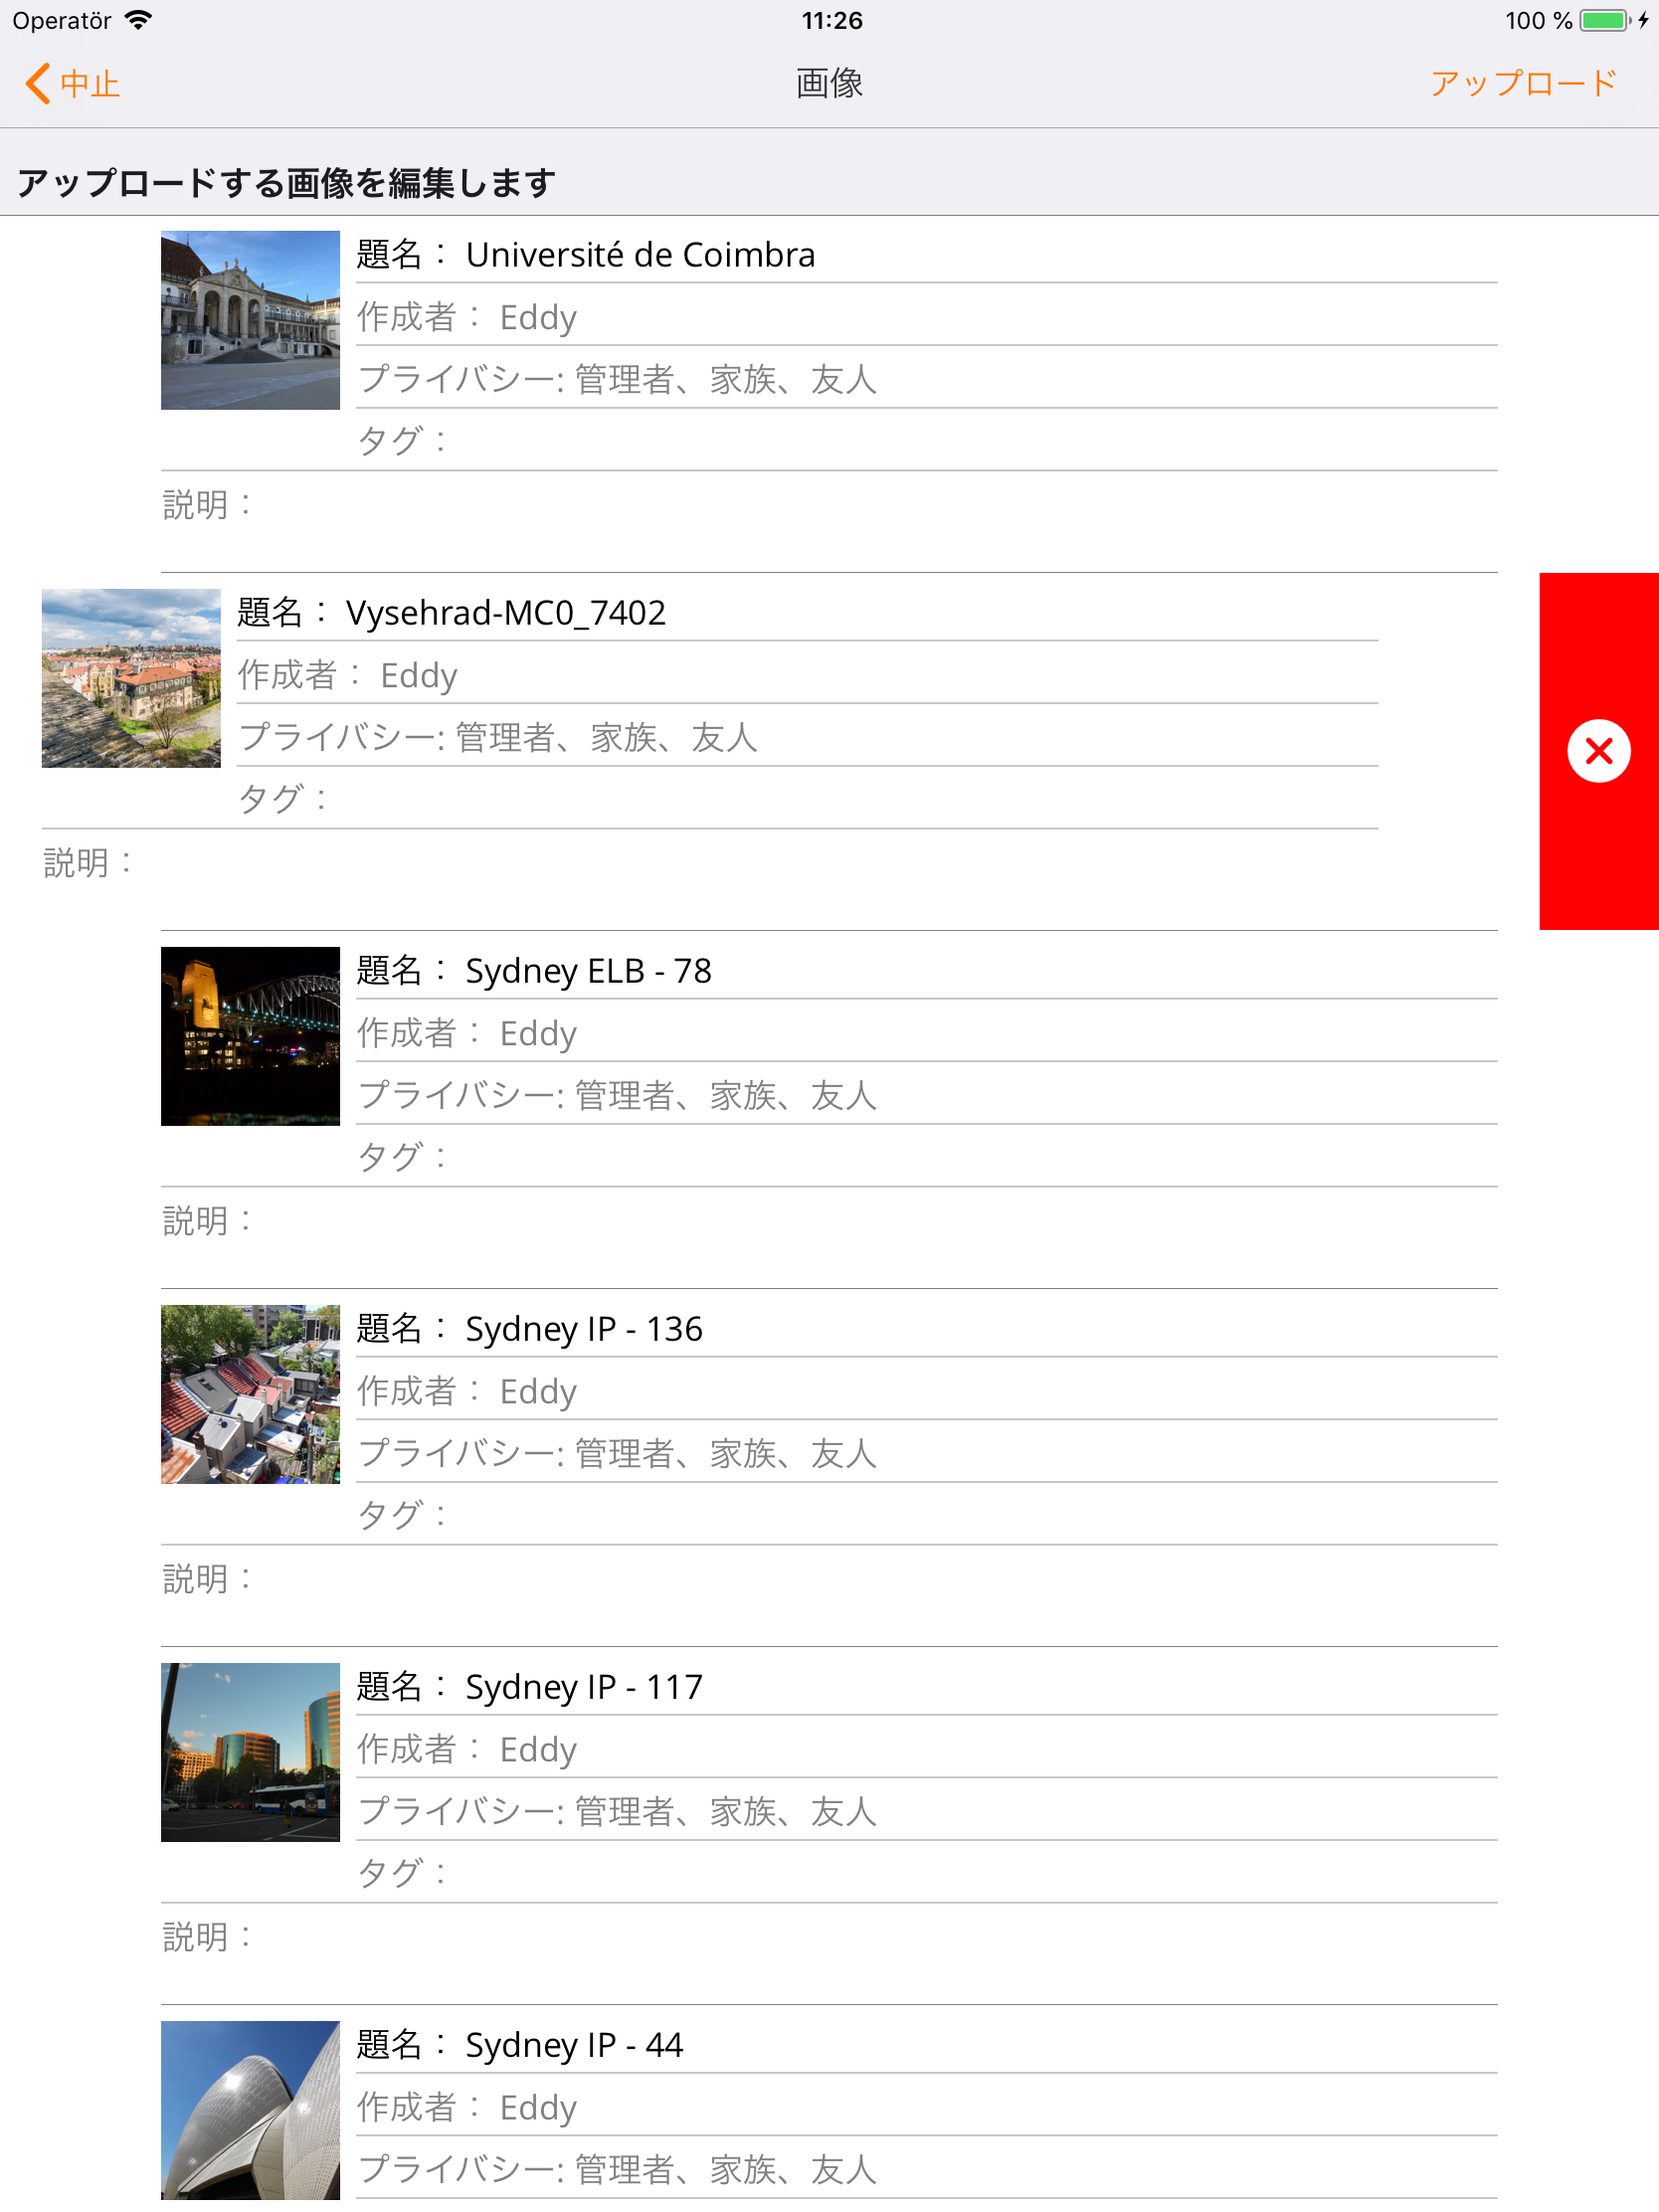 Operatör 11:26 100 %
中止 画像 アップロード
アップロードする画像を編集します
題名： Université de Coimbra
作成者： Eddy
プライバシー: 管理者、家族、友人
タグ：
説明：
題名： Vysehrad-MC0_7402
作成者： Eddy
プライバシー: 管理者、家族、友人
タグ：
説明：
題名： Sydney ELB - 78
作成者： Eddy
プライバシー: 管理者、家族、友人
タグ：
説明：
題名： Sydney IP - 136
作成者： Eddy
プライバシー: 管理者、家族、友人
タグ：
説明：
題名： Sydney IP - 117
作成者： Eddy
プライバシー: 管理者、家族、友人
タグ：
説明：
題名： Sydney IP - 44
作成者： Eddy
プライバシー: 管理者、家族、友人